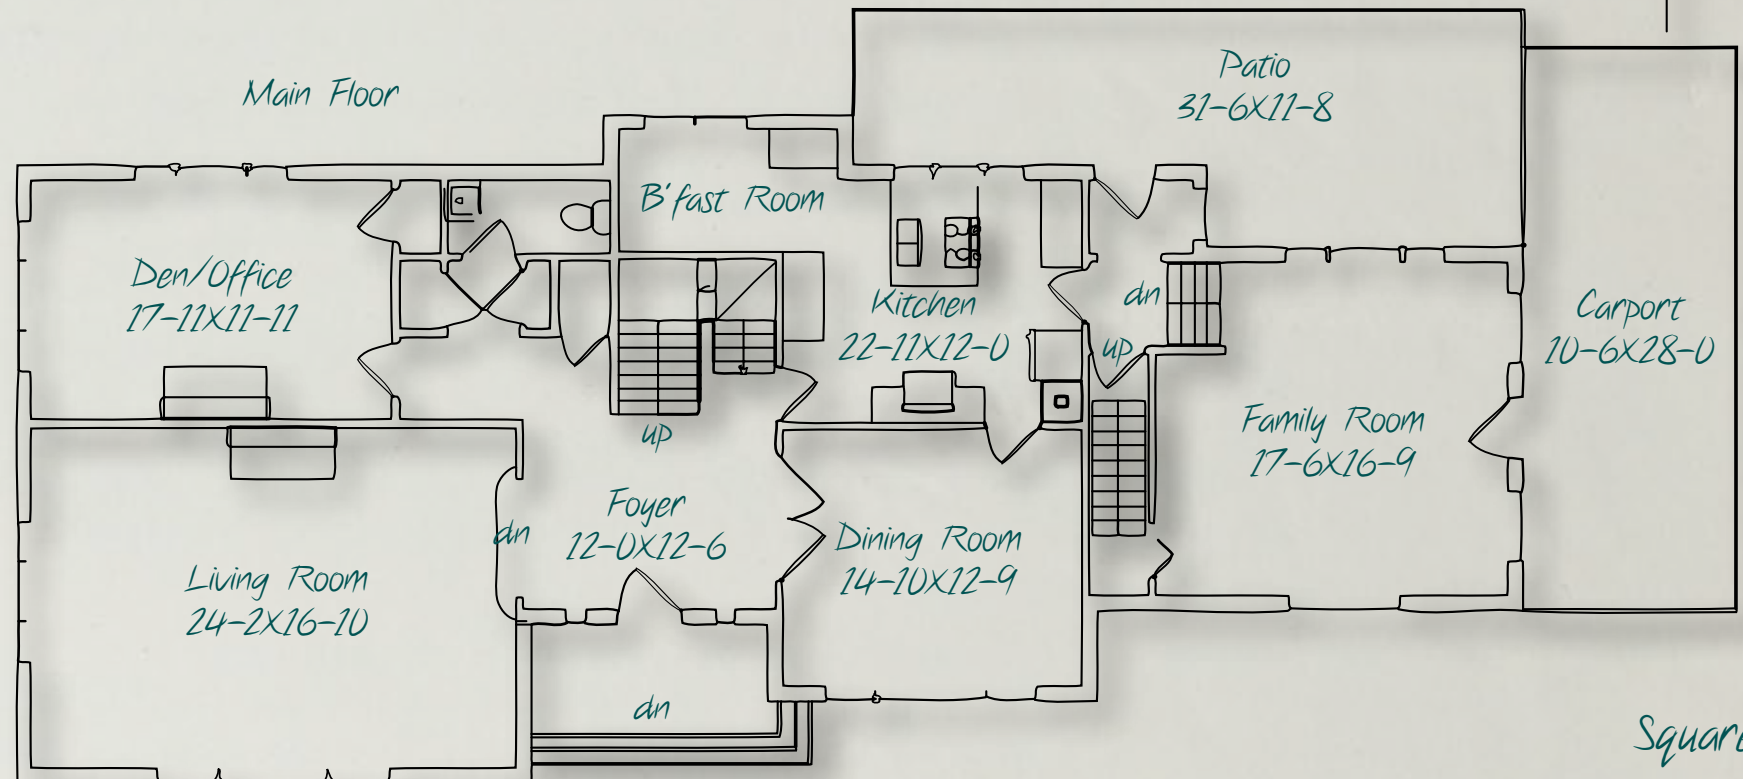 Main Floor
Patio
31-6X11-8
B'fast Room
Den/Office
17-11X11-11
Kitchen
22-11X12-0
dn
up
Carport
10-6X28-0
Family Room
17-6X16-9
up
Foyer
12-0X12-6
dn
Dining Room
14-10X12-9
Living Room
24-2X16-10
dn